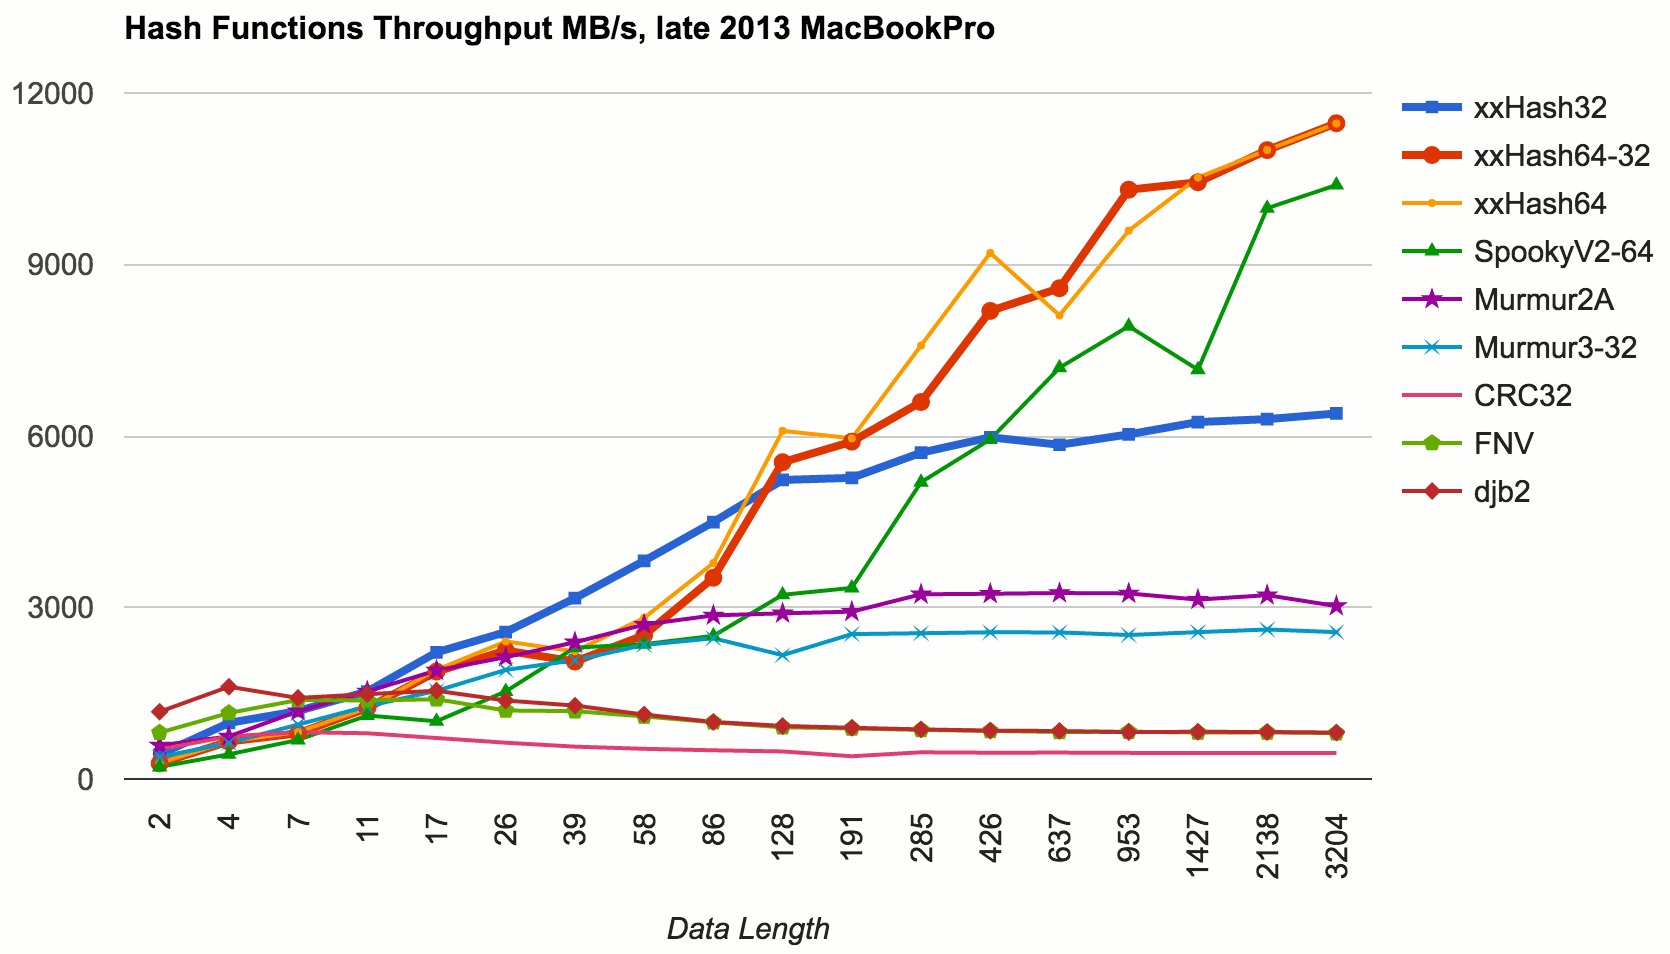 Hash Functions Throughput MB/s, late 2013 MacBookPro
12000
9000
6000
3000
0
xxHash32
xxHash64-32
xxHash64
SpookyV2-64
Murmur2A
Murmur3-32
CRC32
FNV
djb2
2 4 7 11 17 26 39 58 86 128 191 285 426 637 953 1427 2138 3204
Data Length